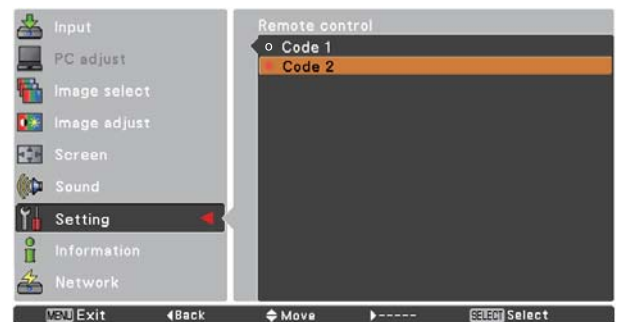 Input
PC adjust
Image select
Image adjust
Screen
Sound
Setting
Information
Network
Remote control
Code 1
Code 2
MENU Exit ◀Back Move ▶----- SELECT Select